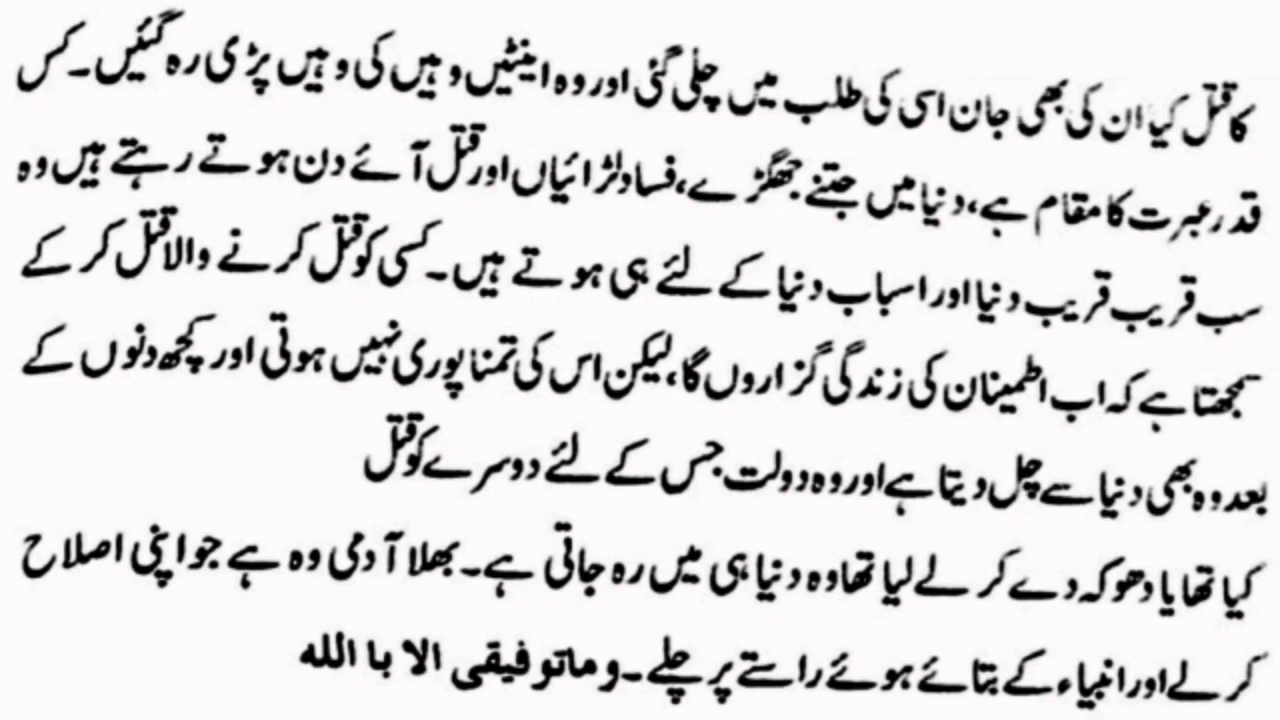 کا قتل کیا ان کی بھی جان اسی کی طلب میں چلی گئی اور وہ اینٹیں وہیں کی وہیں پڑی رہ گئیں۔ کس
قدر عبرت کا مقام ہے، دنیا میں جتنے جھگڑے، فساد لڑائیاں اور قتل آئے دن ہوتے رہتے ہیں وہ
سب قریب قریب دنیا اور اسباب دنیا کے لئے ہی ہوتے ہیں۔ کسی کو قتل کرنے والا قتل کر کے
سمجھتا ہے کہ اب اطمینان کی زندگی گزاروں گا، لیکن اس کی تمنا پوری نہیں ہوتی اور کچھ دنوں کے
بعد وہ بھی دنیا سے چل دیتا ہے اور وہ دولت جس کے لئے دوسرے کو قتل
کیا تھا یا دھوکہ دے کر لے لیا تھا وہ دنیا ہی میں رہ جاتی ہے۔ بھلا آدمی وہ ہے جو اپنی اصلاح
کر لے اور انبیاء کے بتائے ہوئے راستے پر چلے۔ وما توفیقی الا با اللہ